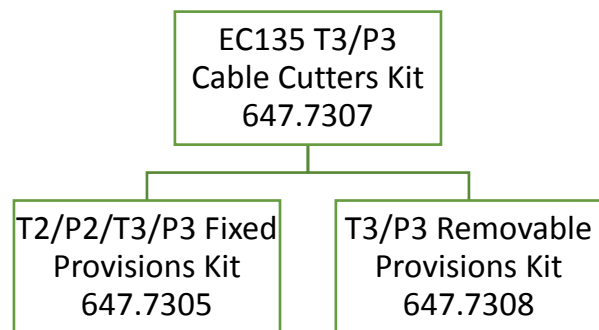 EC135 T3/P3
Cable Cutters Kit
647.7307
T2/P2/T3/P3 Fixed
Provisions Kit
647.7305
T3/P3 Removable
Provisions Kit
647.7308